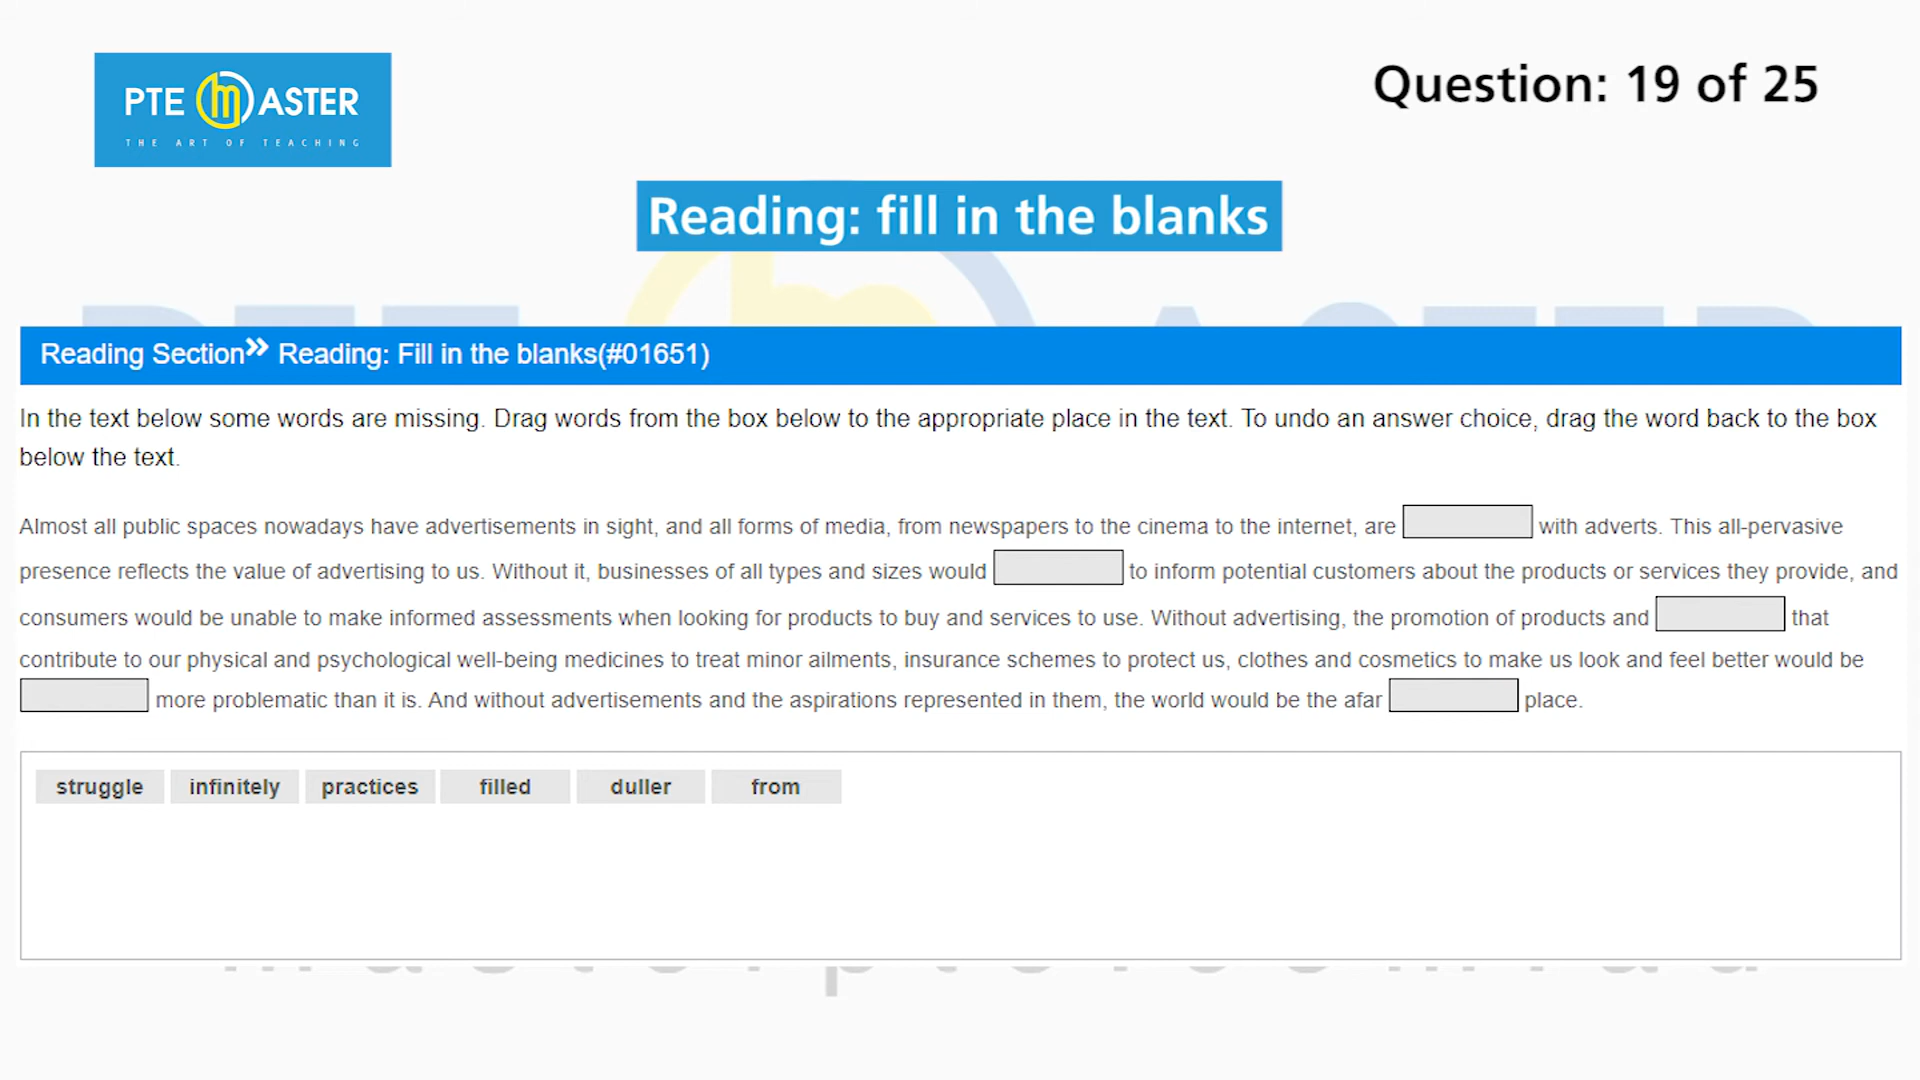 PTE MASTER
THE ART OF TEACHING
Question: 19 of 25
Reading: fill in the blanks
Reading Section» Reading: Fill in the blanks(#01651)
In the text below some words are missing. Drag words from the box below to the appropriate place in the text. To undo an answer choice, drag the word back to the box
below the text.
Almost all public spaces nowadays have advertisements in sight, and all forms of media, from newspapers to the cinema to the internet, are with adverts. This all-pervasive
presence reflects the value of advertising to us. Without it, businesses of all types and sizes would to inform potential customers about the products or services they provide, and
consumers would be unable to make informed assessments when looking for products to buy and services to use. Without advertising, the promotion of products and that
contribute to our physical and psychological well-being medicines to treat minor ailments, insurance schemes to protect us, clothes and cosmetics to make us look and feel better would be
more problematic than it is. And without advertisements and the aspirations represented in them, the world would be the afar place.
struggle infinitely practices filled duller from